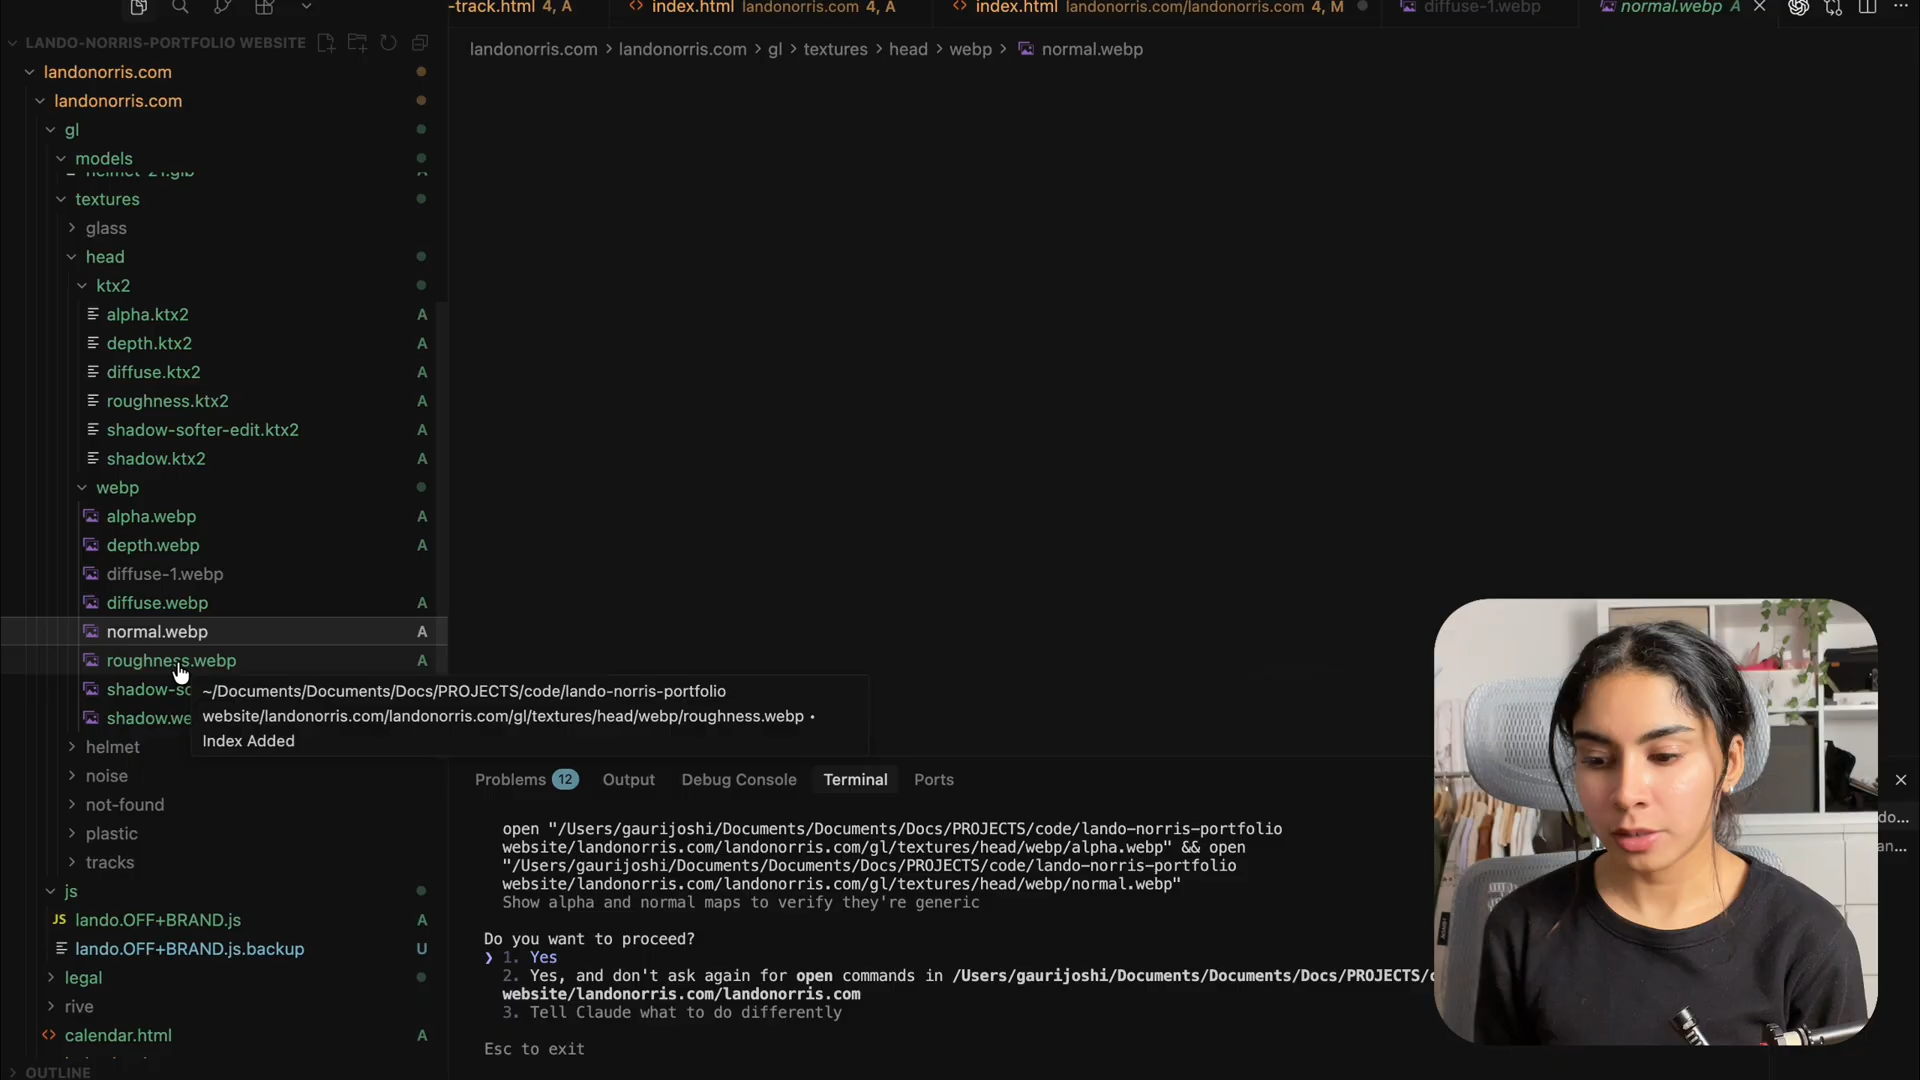 -track.html 4, A
index.html landonorris.com 4, A
index.html landonorris.com/landonorris.com 4, M
diffuse-1.webp
normal.webp A
LANDO-NORRIS-PORTFOLIO WEBSITE
landonorris.com > landonorris.com > gl > textures > head > webp > normal.webp
landonorris.com
landonorris.com
gl
models
helmet-21.glb
textures
glass
head
ktx2
alpha.ktx2 A
depth.ktx2 A
diffuse.ktx2 A
roughness.ktx2 A
shadow-softer-edit.ktx2 A
shadow.ktx2 A
webp
alpha.webp A
depth.webp A
diffuse-1.webp
diffuse.webp A
normal.webp A
roughness.webp A
shadow-so
shadow.we
~/Documents/Documents/Docs/PROJECTS/code/lando-norris-portfolio
website/landonorris.com/landonorris.com/gl/textures/head/webp/roughness.webp •
Index Added
helmet
noise
not-found
plastic
tracks
js
JS lando.OFF+BRAND.js A
lando.OFF+BRAND.js.backup U
legal
rive
calendar.html A
OUTLINE
Problems 12 Output Debug Console Terminal Ports
open "/Users/gaurijoshi/Documents/Documents/Docs/PROJECTS/code/lando-norris-portfolio
website/landonorris.com/landonorris.com/gl/textures/head/webp/alpha.webp" && open
"/Users/gaurijoshi/Documents/Documents/Docs/PROJECTS/code/lando-norris-portfolio
website/landonorris.com/landonorris.com/gl/textures/head/webp/normal.webp"
Show alpha and normal maps to verify they're generic
Do you want to proceed?
❯ 1. Yes
2. Yes, and don't ask again for open commands in /Users/gaurijoshi/Documents/Documents/Docs/PROJECTS/c
website/landonorris.com/landonorris.com
3. Tell Claude what to do differently
Esc to exit
do...
an...